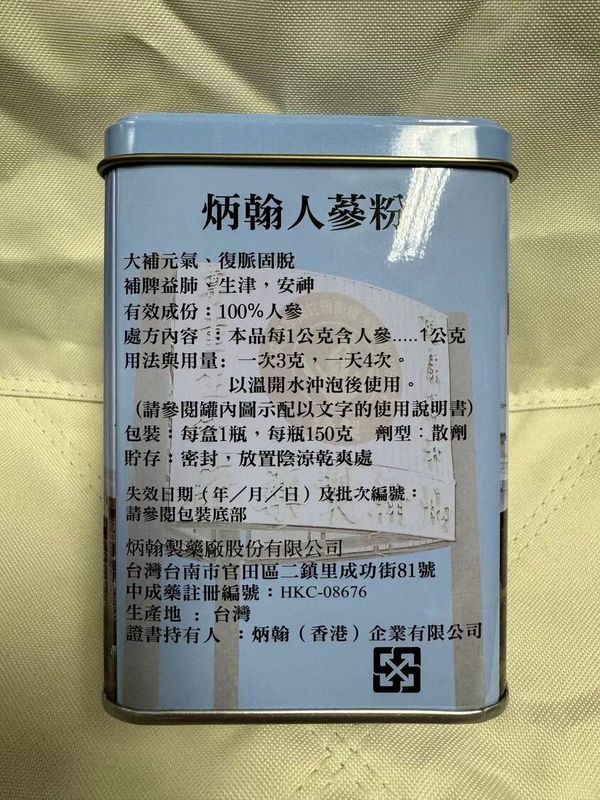 炳翰人蔘粉
大補元氣、復脈固脫
補脾益肺、生津，安神
有效成份：100%人參
處方內容 ：本品每1公克含人參.....1公克
用法與用量: 一次3克，一天4次。
以溫開水沖泡後使用。
(請參閱罐內圖示配以文字的使用說明書)
包裝：每盒1瓶，每瓶150克 劑型：散劑
貯存：密封，放置陰涼乾爽處
失效日期（年／月／日）及批次編號：
請參閱包裝底部
炳翰製藥廠股份有限公司
台灣台南市官田區二鎮里成功街81號
中成藥註冊編號：HKC-08676
生產地 : 台灣
證書持有人 ：炳翰（香港）企業有限公司